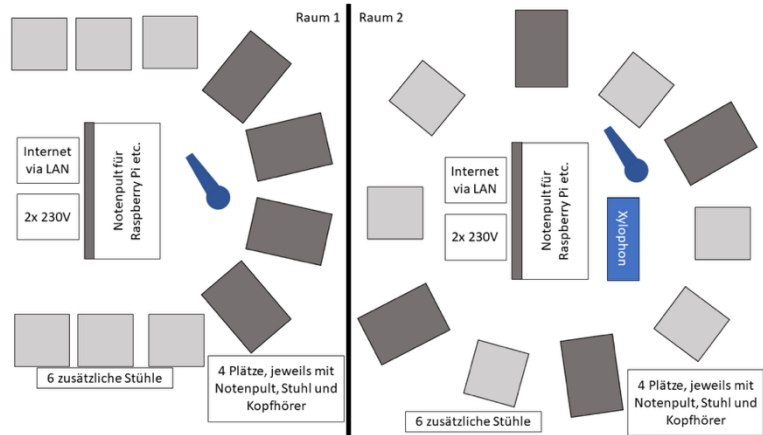 Raum 1
Internet
via LAN
2x 230V
Notenpult für
Raspberry Pi etc.
6 zusätzliche Stühle
4 Plätze, jeweils mit
Notenpult, Stuhl und
Kopfhörer
Raum 2
Internet
via LAN
2x 230V
Notenpult für
Raspberry Pi etc.
Xylophon
6 zusätzliche Stühle
4 Plätze, jeweils mit
Notenpult, Stuhl und
Kopfhörer